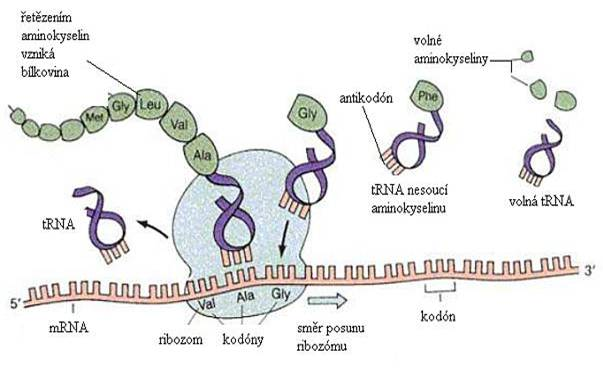 řetězením
aminokyselin
vzniká
bílkovina
volné
aminokyseliny
antikodón
Met
Gly
Leu
Val
Ala
Gly
Phe
tRNA nesoucí
aminokyselinu
volná tRNA
tRNA
5'
3'
Val
Ala
Gly
mRNA
ribozom
kodóny
směr posunu
ribozómu
kodón